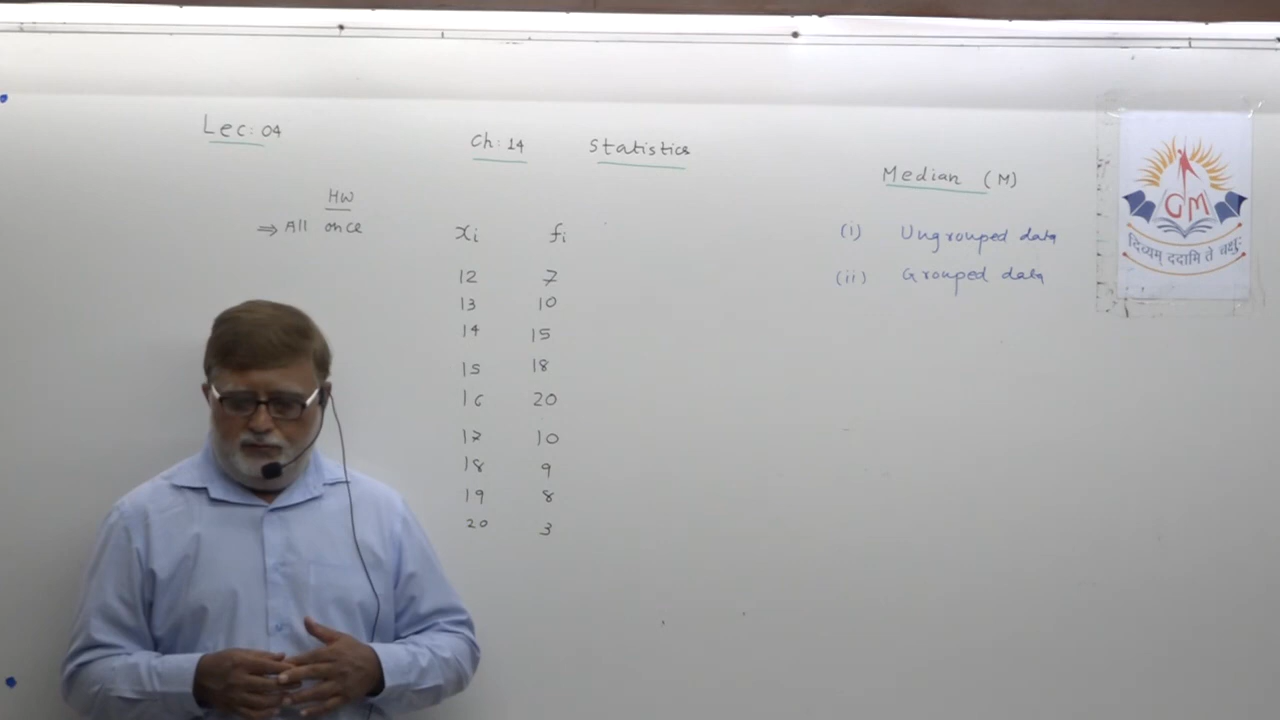 Lec: 04
Ch: 14 Statistics
HW
⇒ All once
xi fi
12 7
13 10
14 15
15 18
16 20
17 10
18 9
19 8
20 3
Median (M)
(i) Ungrouped data
(ii) Grouped data
GM
दिव्यम् ददामि ते चक्षुः